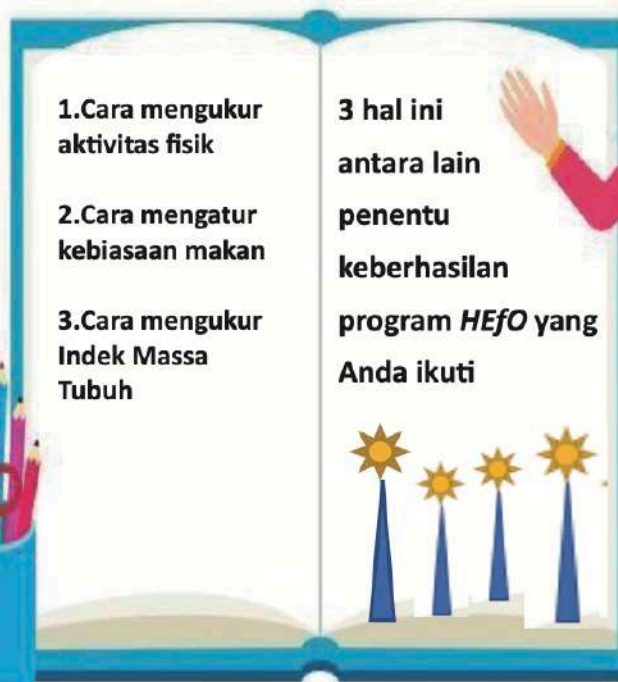 1.Cara mengukur
aktivitas fisik
2.Cara mengatur
kebiasaan makan
3.Cara mengukur
Indek Massa
Tubuh
3 hal ini
antara lain
penentu
keberhasilan
program HEfO yang
Anda ikuti